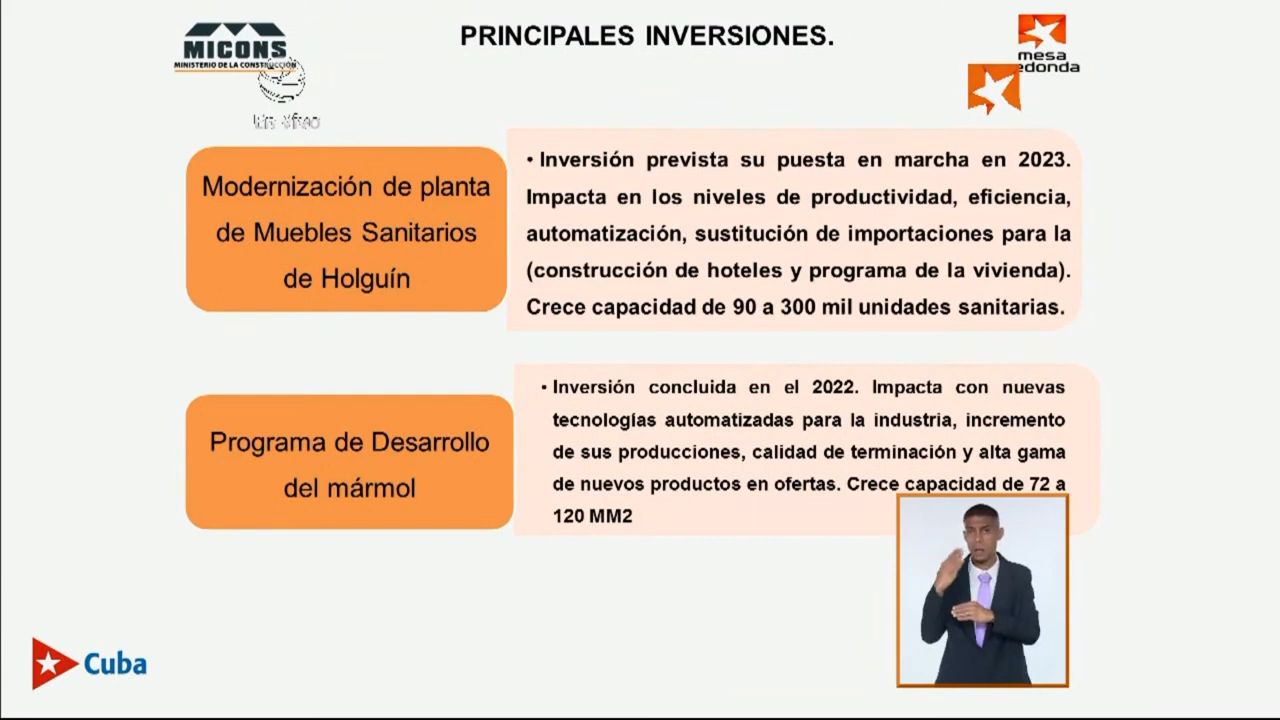 PRINCIPALES INVERSIONES.
MICONS
MINISTERIO DE LA CONSTRUCCIÓN
mesa
redonda
Modernización de planta
de Muebles Sanitarios
de Holguín
• Inversión prevista su puesta en marcha en 2023.
Impacta en los niveles de productividad, eficiencia,
automatización, sustitución de importaciones para la
(construcción de hoteles y programa de la vivienda).
Crece capacidad de 90 a 300 mil unidades sanitarias.
Programa de Desarrollo
del mármol
• Inversión concluida en el 2022. Impacta con nuevas
tecnologías automatizadas para la industria, incremento
de sus producciones, calidad de terminación y alta gama
de nuevos productos en ofertas. Crece capacidad de 72 a
120 MM2
Cuba